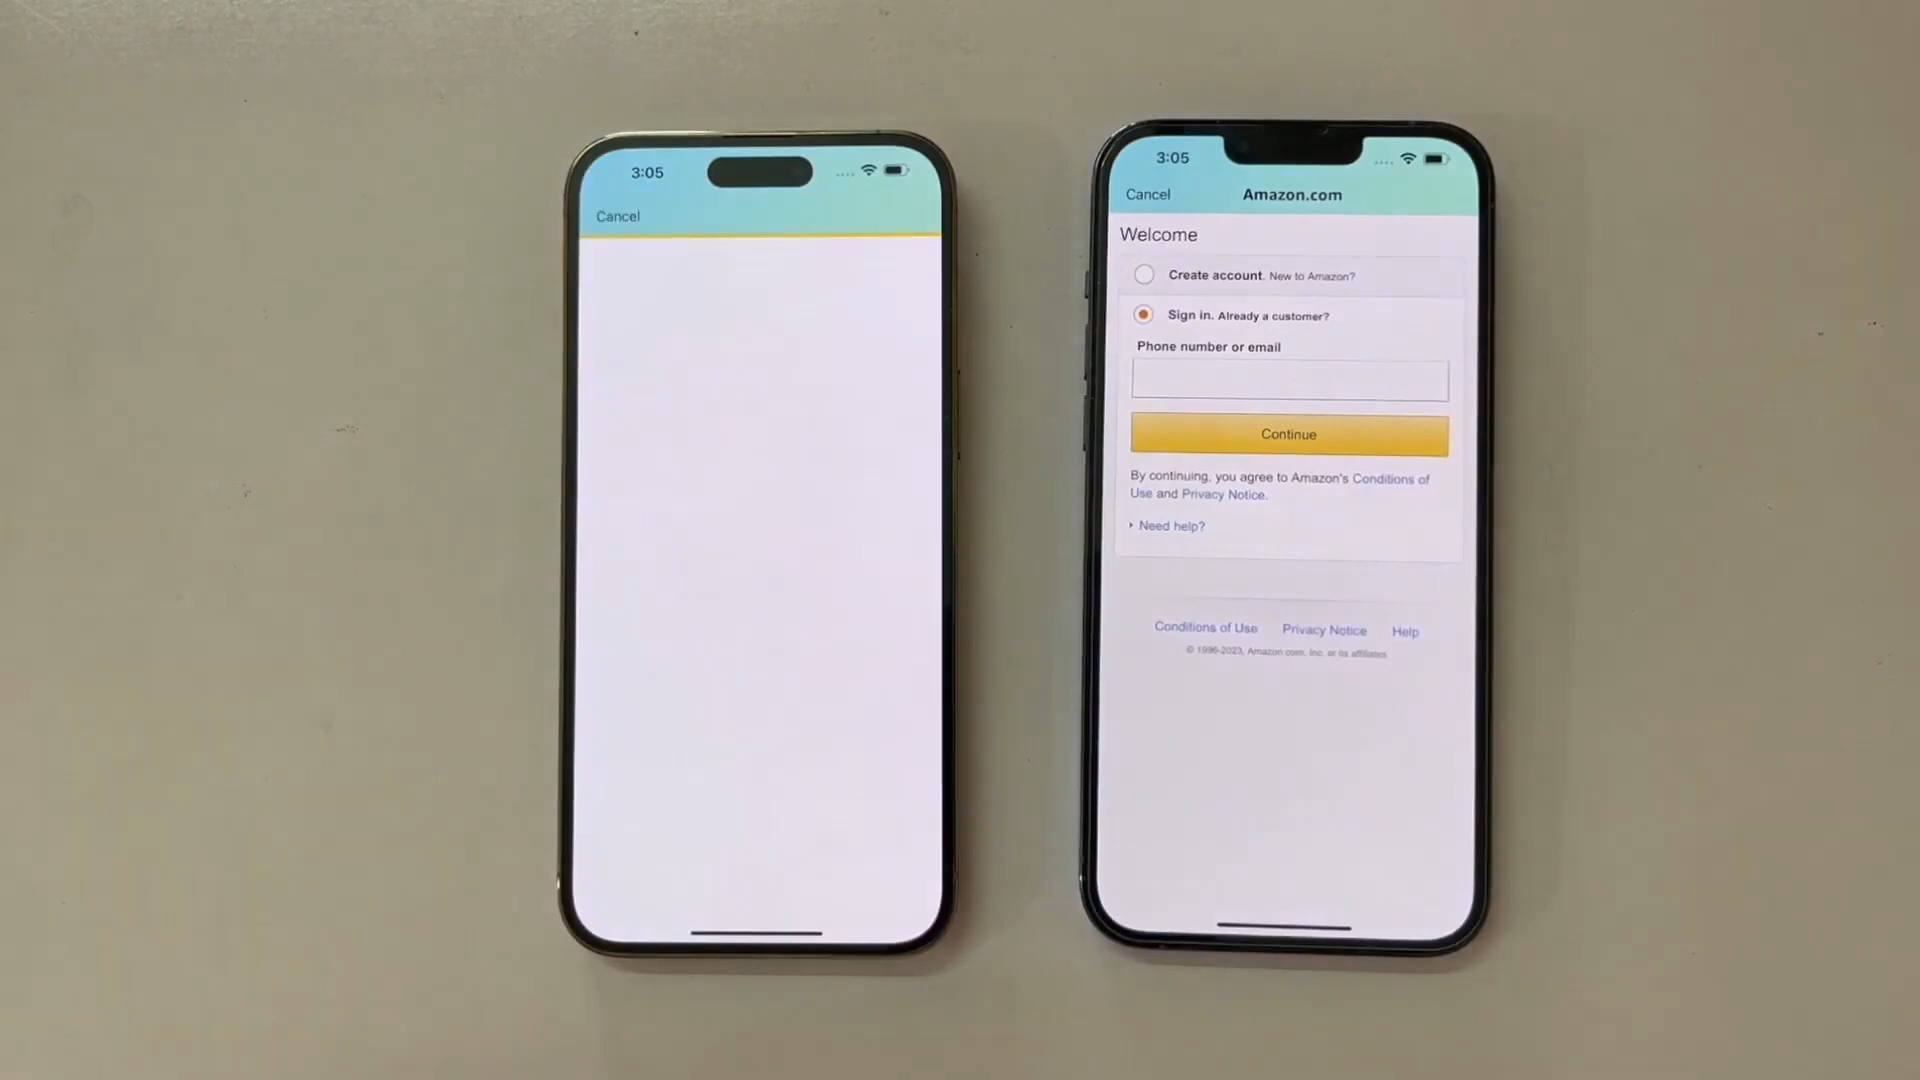 3:05
Cancel
3:05
Cancel
Amazon.com
Welcome
Create account. New to Amazon?
Sign in. Already a customer?
Phone number or email
Continue
By continuing, you agree to Amazon's Conditions of
Use and Privacy Notice.
Need help?
Conditions of Use Privacy Notice Help
© 1996-2023, Amazon.com, Inc. or its affiliates